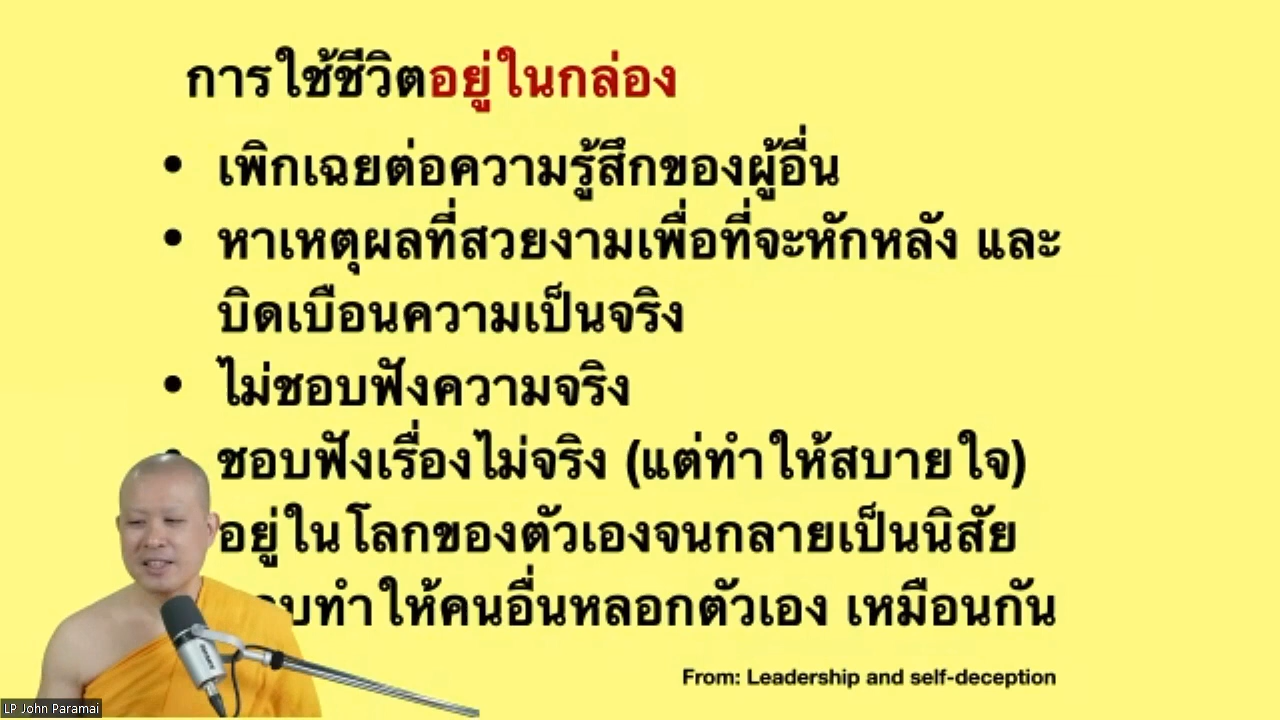 การใช้ชีวิตอยู่ในกล่อง
• เพิกเฉยต่อความรู้สึกของผู้อื่น
• หาเหตุผลที่สวยงามเพื่อที่จะหักหลัง และ
บิดเบือนความเป็นจริง
• ไม่ชอบฟังความจริง
• ชอบฟังเรื่องไม่จริง (แต่ทำให้สบายใจ)
อยู่ในโลกของตัวเองจนกลายเป็นนิสัย
ทำให้คนอื่นหลอกตัวเอง เหมือนกัน
From: Leadership and self-deception
LP John Paramai